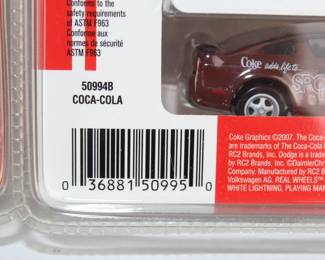 Conforms to the
safety requirements
of ASTM F963
Conforme aux
normes de sécurité
ASTM F963
50994B
COCA-COLA
0 36881 50995 0
Coke adds life to...
Coke Graphics ©2007. The Coca-
are trademarks of The Coca-Cola
RC2 Brands, Inc. Dodge is a trade
RC2 Brands, Inc. ©DaimlerChr
Company. Manufactured by RC2 B
Volkswagen AG. REAL WHEELS
WHITE LIGHTNING, PLAYING MA